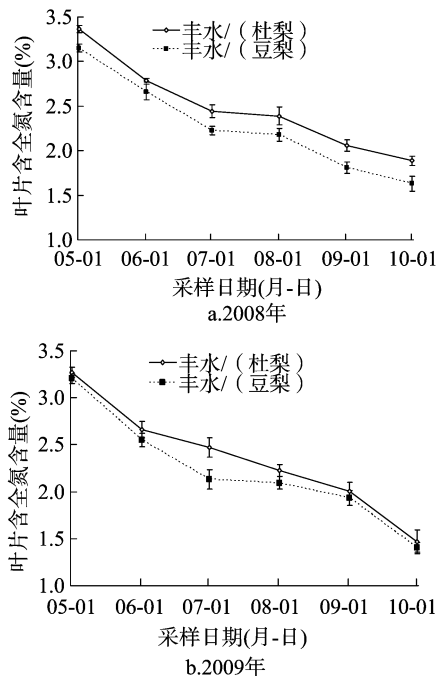 丰水/（杜梨）
丰水/（豆梨）
3.5
3.0
2.5
2.0
1.5
1.0
叶片含全氮含量(%)
05-01 06-01 07-01 08-01 09-01 10-01
采样日期(月-日)
a.2008年
丰水/（杜梨）
丰水/（豆梨）
3.5
3.0
2.5
2.0
1.5
1.0
叶片含全氮含量(%)
05-01 06-01 07-01 08-01 09-01 10-01
采样日期(月-日)
b.2009年